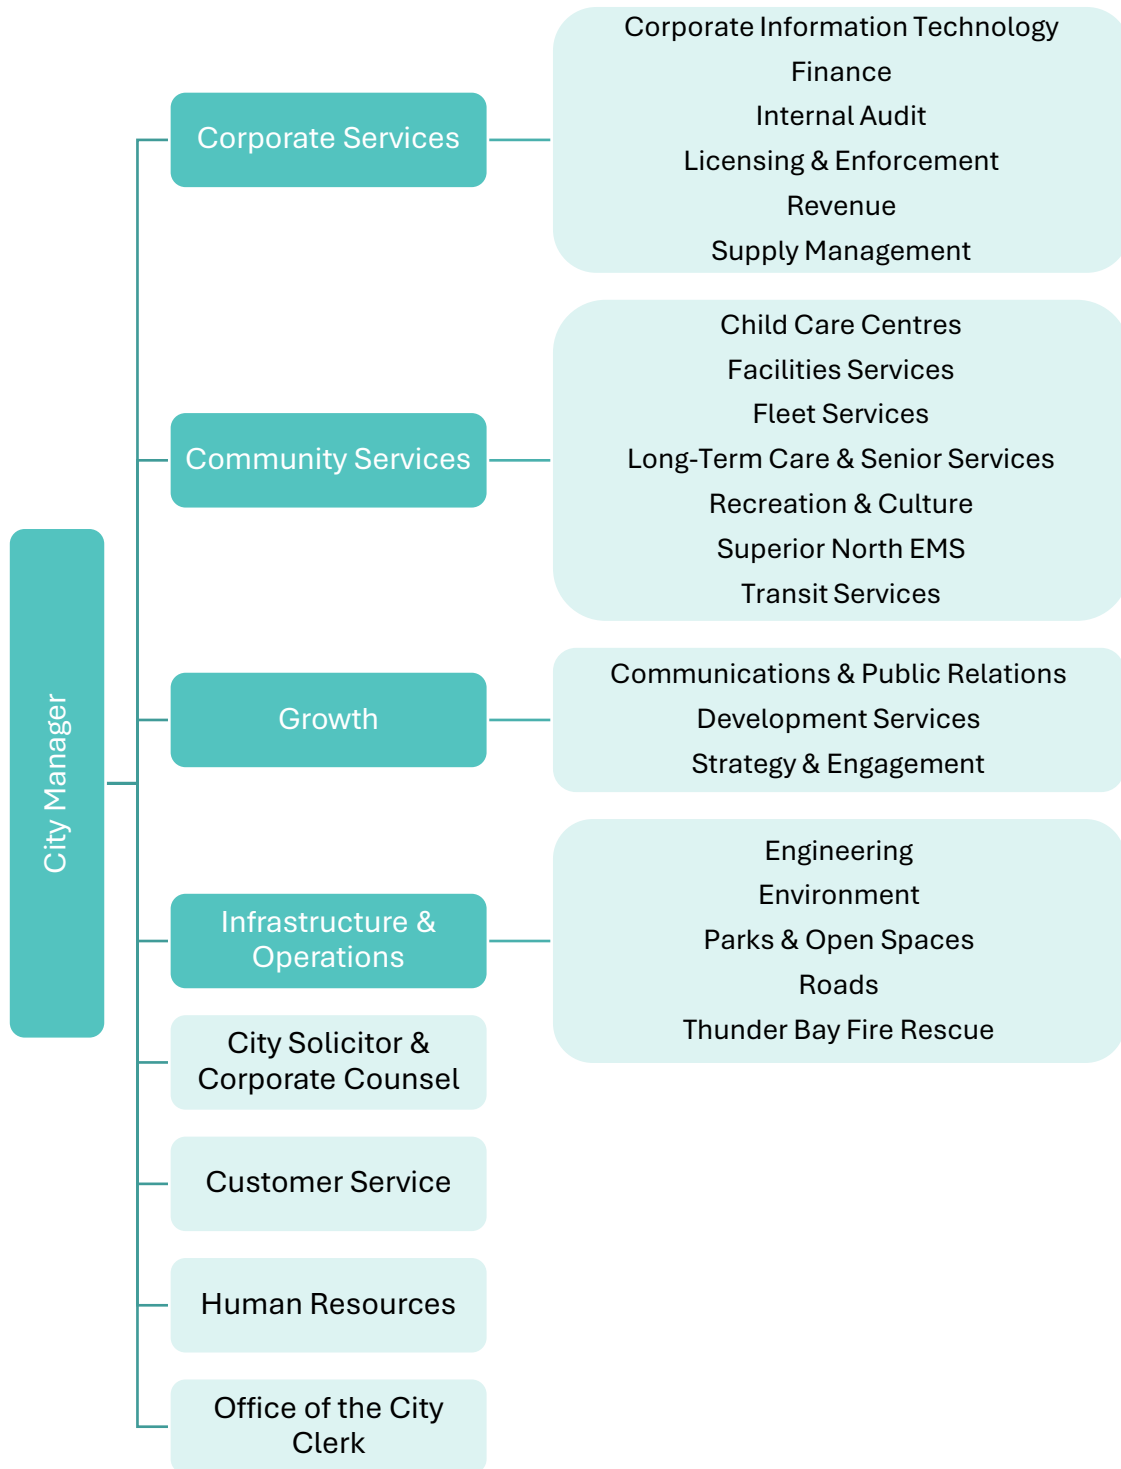 City Manager
Corporate Services
Corporate Information Technology
Finance
Internal Audit
Licensing & Enforcement
Revenue
Supply Management
Community Services
Child Care Centres
Facilities Services
Fleet Services
Long-Term Care & Senior Services
Recreation & Culture
Superior North EMS
Transit Services
Growth
Communications & Public Relations
Development Services
Strategy & Engagement
Infrastructure &
Operations
Engineering
Environment
Parks & Open Spaces
Roads
Thunder Bay Fire Rescue
City Solicitor &
Corporate Counsel
Customer Service
Human Resources
Office of the City
Clerk